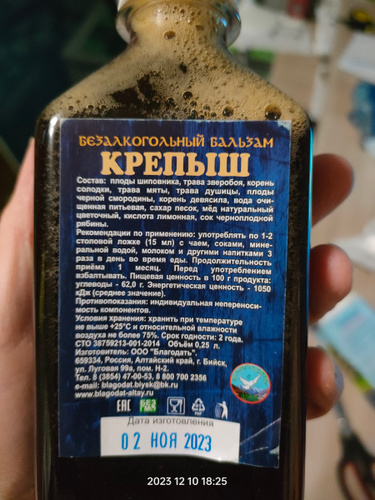 БЕЗАЛКОГОЛЬНЫЙ БАЛЬЗАМ
КРЕПЫШ
Состав: плоды шиповника, трава зверобоя, корень
солодки, трава мяты, трава душицы, плоды
черной смородины, корень девясила, вода очи-
щенная питьевая, сахар песок, мёд натуральный
цветочный, кислота лимонная, сок черноплодной
рябины.
Рекомендации по применению: употреблять по 1-2
столовой ложке (15 мл) с чаем, соками, мине-
ральной водой, молоком и другими напитками 3
раза в день во время еды. Продолжительность
приёма 1 месяц. Перед употреблением
взбалтывать. Пищевая ценность в 100 г продукта:
углеводы - 62,0 г. Энергетическая ценность - 1050
кДж (среднее значение).
Противопоказания: индивидуальная непереноси-
мость компонентов.
Условия хранения: хранить при температуре
не выше +25°С и относительной влажности
воздуха не более 75%. Срок годности: 2 года.
СТО 38759213-001-2014 Объём 0,25 л.
Изготовитель: ООО "Благодать".
659334, Россия, Алтайский край, г. Бийск,
ул. Луговая 99а, пом. Н-2.
Тел. 8 (3854) 47-00-53, 8 800 700 2356
e-mail: blagodat.biysk@bk.ru
www.blagodat-altay.ru
EAC
Дата изготовления
02 НОЯ 2023
2023 12 10 18:25